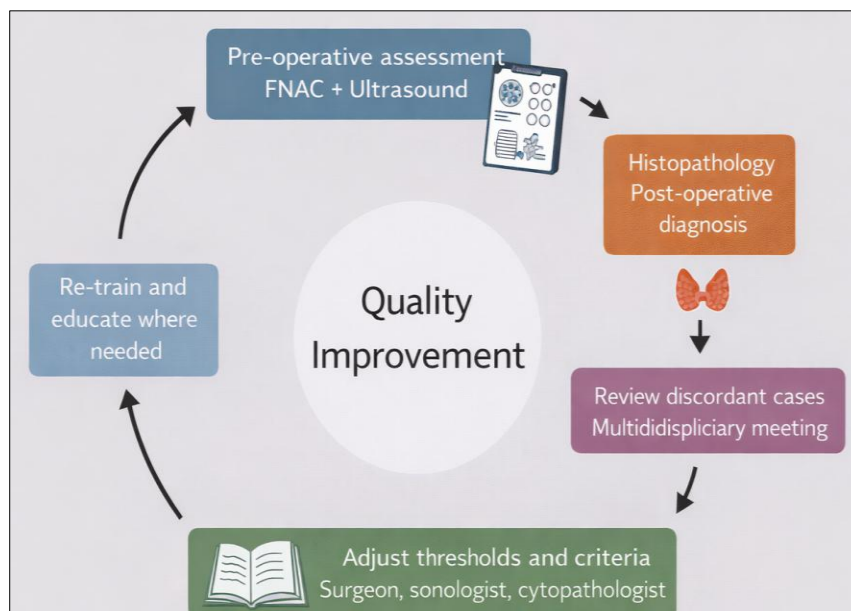 Pre-operative assessment
FNAC + Ultrasound
Histopathology
Post-operative
diagnosis
Review discordant cases
Multididispliciary meeting
Adjust thresholds and criteria
Surgeon, sonologist, cytopathologist
Re-train and
educate where
needed
Quality
Improvement